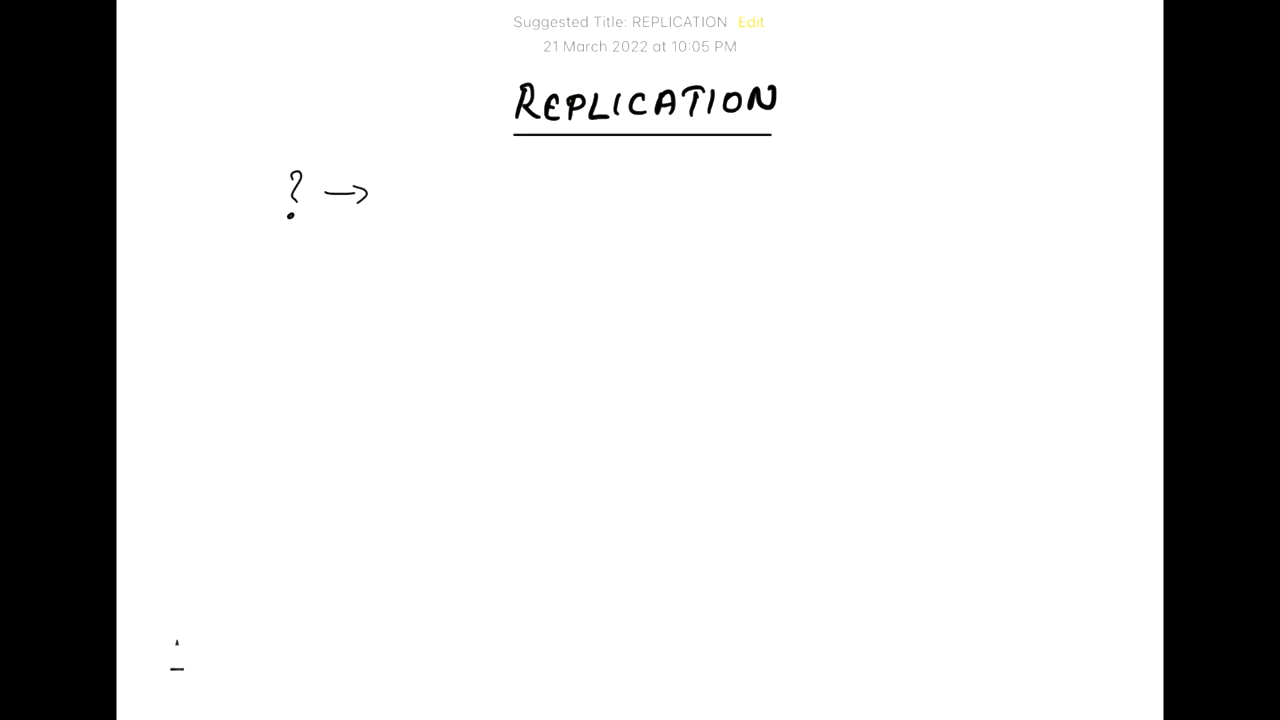 Suggested Title: REPLICATION Edit
21 March 2022 at 10:05 PM
REPLICATION
? →